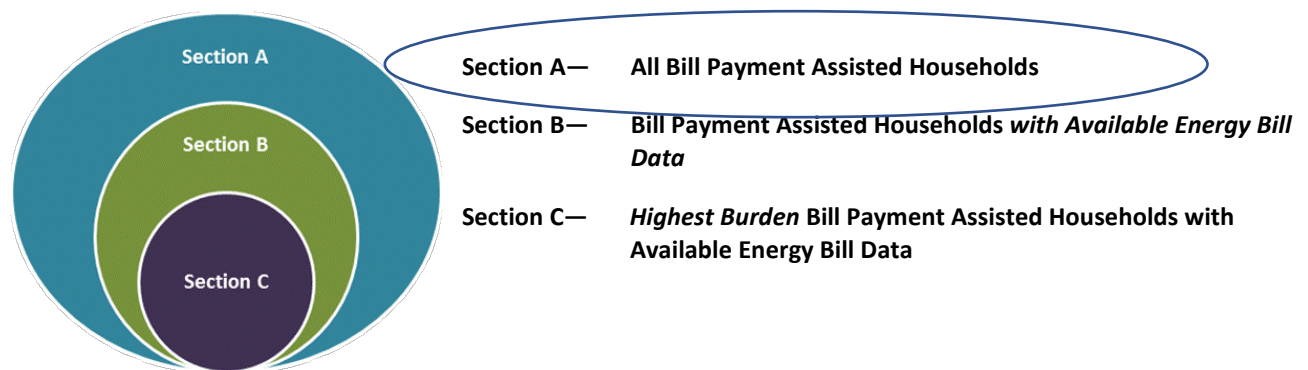 Section A
Section B
Section C
Section A— All Bill Payment Assisted Households
Section B— Bill Payment Assisted Households with Available Energy Bill
Data
Section C— Highest Burden Bill Payment Assisted Households with
Available Energy Bill Data